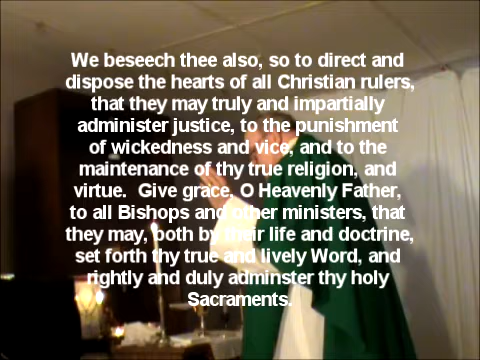 We beseech thee also, so to direct and
dispose the hearts of all Christian rulers,
that they may truly and impartially
administer justice, to the punishment
of wickedness and vice, and to the
maintenance of thy true religion, and
virtue. Give grace, O Heavenly Father,
to all Bishops and other ministers, that
they may, both by their life and doctrine,
set forth thy true and lively Word, and
rightly and duly adminster thy holy
Sacraments.